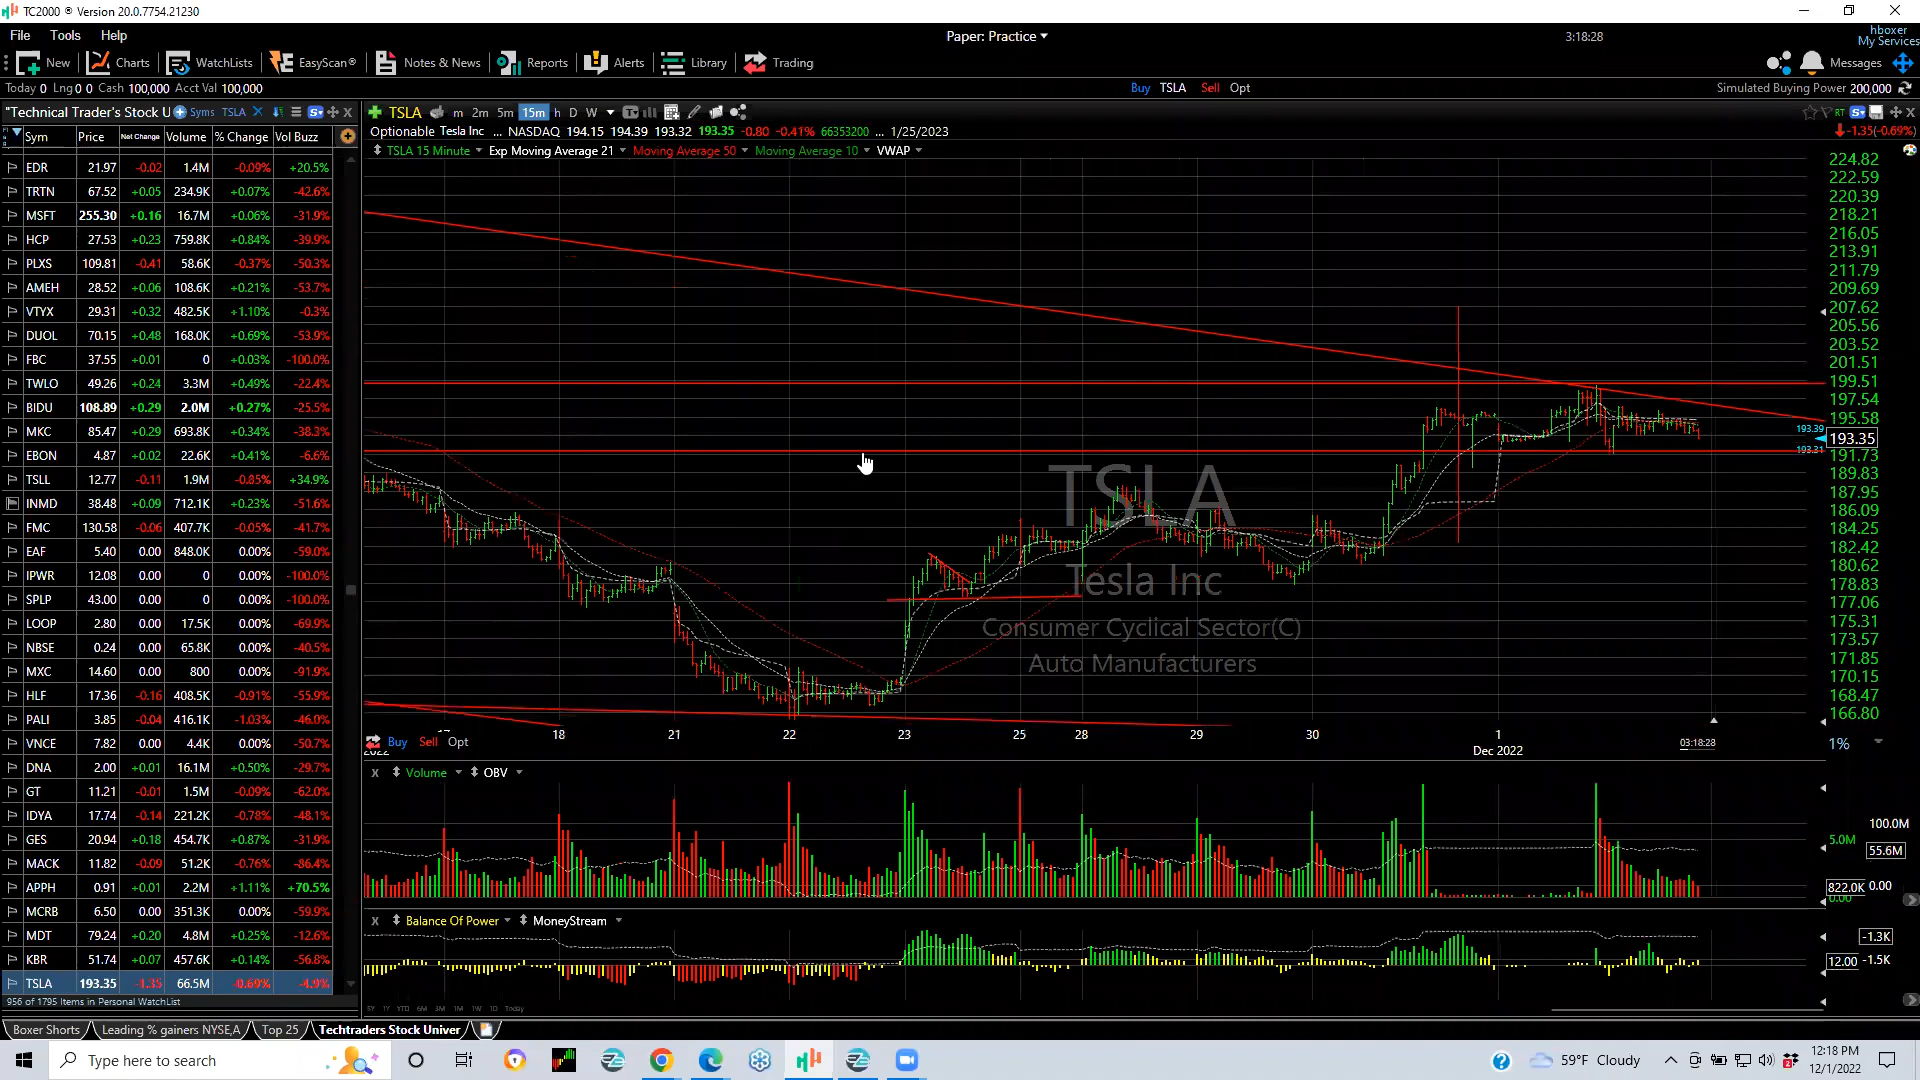 TC2000 ® Version 20.0.7754.21230
File Tools Help
Paper: Practice
3:18:28
hboxer
My Services
New Charts WatchLists EasyScan® Notes & News Reports Alerts Library Trading
Messages
Today 0 Lng 0 0 Cash 100,000 Acct Val 100,000
Buy TSLA Sell Opt
Simulated Buying Power 200,000
"Technical Trader's Stock U Syms TSLA
TSLA m 2m 5m 15m h D W
RT
Optionable Tesla Inc ... NASDAQ 194.15 194.39 193.32 193.35 -0.80 -0.41% 66353200 ... 1/25/2023
-1.35(-0.69%)
TSLA 15 Minute Exp Moving Average 21 Moving Average 50 Moving Average 10 VWAP
Sym Price Net Change Volume % Change Vol Buzz
EDR 21.97 -0.02 1.4M -0.09% +20.5%
TRTN 67.52 +0.05 234.9K +0.07% -42.6%
MSFT 255.30 +0.16 16.7M +0.06% -31.9%
HCP 27.53 +0.23 759.8K +0.84% -39.9%
PLXS 109.81 -0.41 58.6K -0.37% -50.3%
AMEH 28.52 +0.06 108.6K +0.21% -53.7%
VTYX 29.31 +0.32 482.5K +1.10% -0.3%
DUOL 70.15 +0.48 168.0K +0.69% -53.9%
FBC 37.55 +0.01 0 +0.03% -100.0%
TWLO 49.26 +0.24 3.3M +0.49% -22.4%
BIDU 108.89 +0.29 2.0M +0.27% -25.5%
MKC 85.47 +0.29 693.8K +0.34% -38.3%
EBON 4.87 +0.02 22.6K +0.41% -6.6%
TSLL 12.77 -0.11 1.9M -0.85% +34.9%
INMD 38.48 +0.09 712.1K +0.23% -51.6%
FMC 130.58 -0.06 407.7K -0.05% -41.7%
EAF 5.40 0.00 848.0K 0.00% -59.0%
IPWR 12.08 0.00 0 0.00% -100.0%
SPLP 43.00 0.00 0 0.00% -100.0%
LOOP 2.80 0.00 17.5K 0.00% -69.9%
NBSE 0.24 0.00 65.8K 0.00% -40.5%
MXC 14.60 0.00 800 0.00% -91.9%
HLF 17.36 -0.16 408.5K -0.91% -55.9%
PALI 3.85 -0.04 416.1K -1.03% -46.0%
VNCE 7.82 0.00 4.4K 0.00% -50.7%
DNA 2.00 +0.01 16.1M +0.50% -29.7%
GT 11.21 -0.01 1.5M -0.09% -62.0%
IDYA 17.74 -0.14 221.2K -0.78% -48.1%
GES 20.94 +0.18 454.7K +0.87% -31.9%
MACK 11.82 -0.09 51.2K -0.76% -86.4%
APPH 0.91 +0.01 2.2M +1.11% +70.5%
MCRB 6.50 0.00 351.3K 0.00% -59.9%
MDT 79.24 +0.20 4.8M +0.25% -12.6%
KBR 51.74 +0.07 457.6K +0.14% -56.8%
TSLA 193.35 -1.35 66.5M -0.69% -4.9%
956 of 1795 Items in Personal WatchList
224.82
222.59
220.39
218.21
216.05
213.91
211.79
209.69
207.62
205.56
203.52
201.51
199.51
197.54
195.58
193.39
193.35
193.31
191.73
189.83
187.95
186.09
184.25
182.42
180.62
178.83
177.06
175.31
173.57
171.85
170.15
168.47
166.80
TSLA
Tesla Inc
Consumer Cyclical Sector(C)
Auto Manufacturers
17 18 21 22 23 25 28 29 30 1
Buy Sell Opt
2022
Dec 2022
03:18:28
1%
Volume OBV
100.0M
5.0M
55.6M
822.0K 0.00
0.00
Balance Of Power MoneyStream
-1.3K
12.00 -1.5K
5Y 1Y YTD 6M 3M 1M 1W 1D Today
Boxer Shorts Leading % gainers NYSE,A Top 25 Techtraders Stock Univer
Type here to search
59°F Cloudy
12:18 PM
12/1/2022